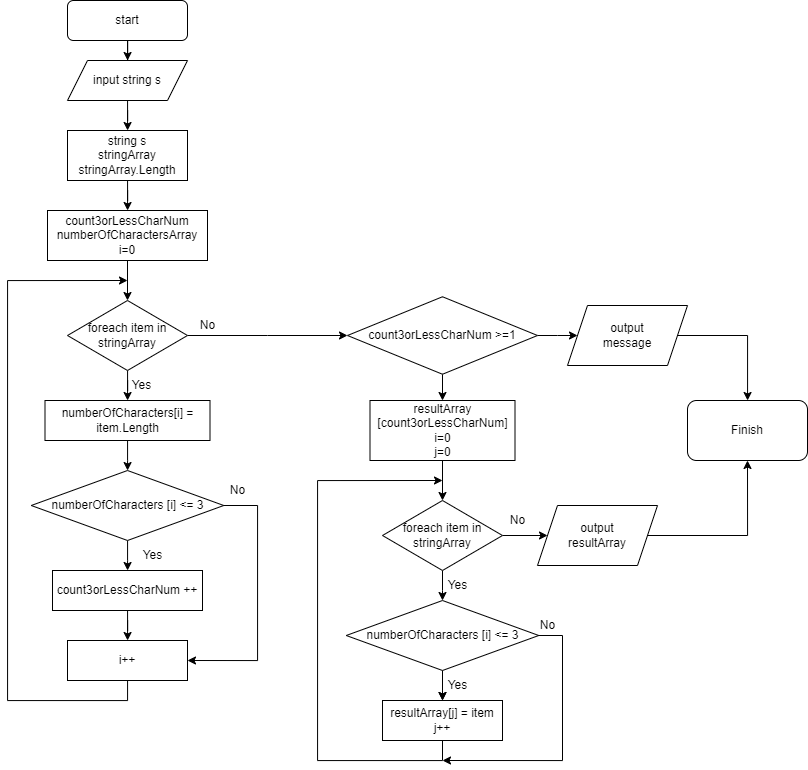 start
input string s
string s
stringArray
stringArray.Length
count3orLessCharNum
numberOfCharactersArray
i=0
foreach item in
stringArray
No
Yes
numberOfCharacters[i] =
item.Length
numberOfCharacters [i] <= 3
No
Yes
count3orLessCharNum ++
i++
count3orLessCharNum >=1
output
message
resultArray
[count3orLessCharNum]
i=0
j=0
Finish
foreach item in
stringArray
No
output
resultArray
Yes
numberOfCharacters [i] <= 3
No
Yes
resultArray[j] = item
j++